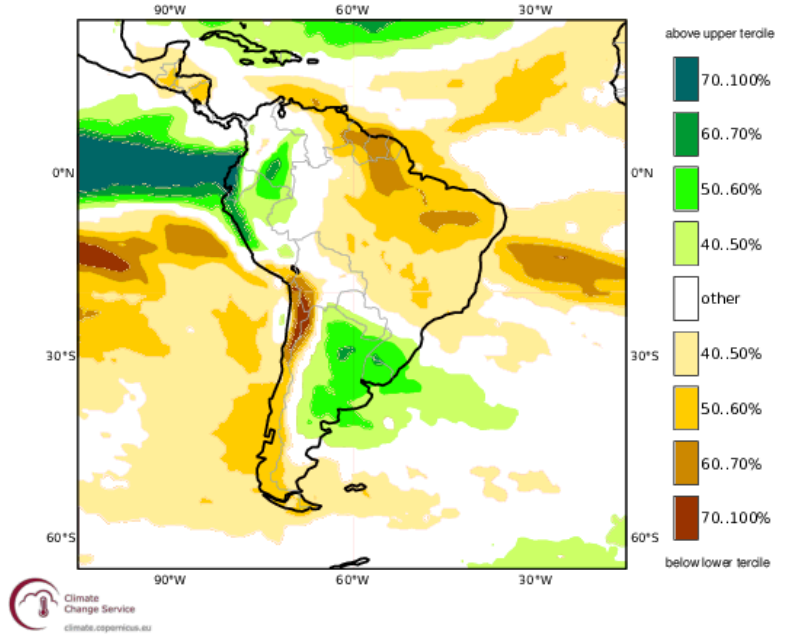 90°W 60°W 30°W
above upper tercile
70..100%
60..70%
0°N 0°N
50..60%
40..50%
other
30°S 30°S
40..50%
50..60%
60..70%
70..100%
60°S 60°S
below lower tercile
90°W 60°W 30°W
Climate
Change Service
climate.copernicus.eu